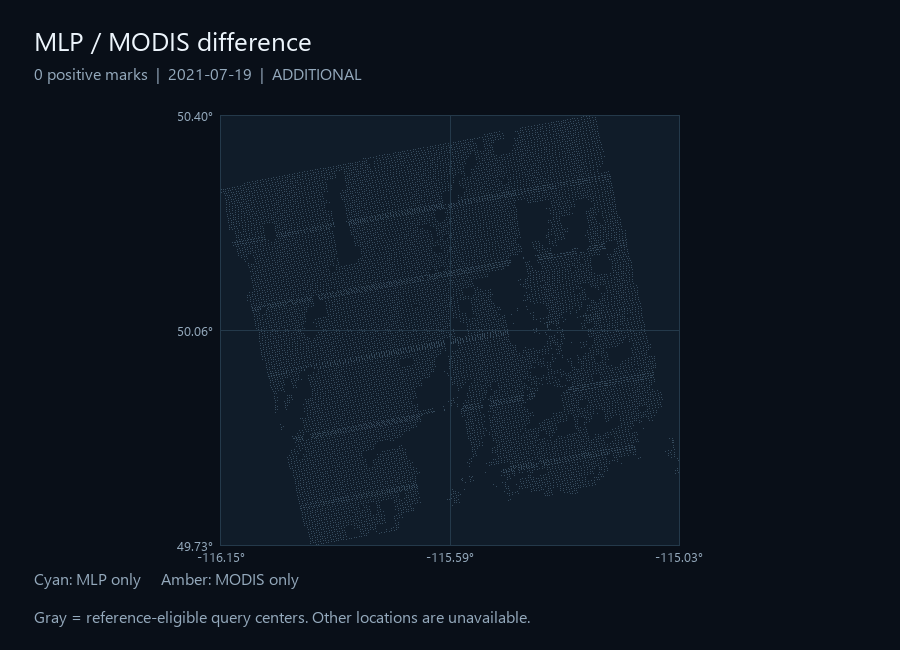 MLP / MODIS difference
0 positive marks | 2021-07-19 | ADDITIONAL
50.40°
50.06°
49.73°
-116.15° -115.59° -115.03°
Cyan: MLP only Amber: MODIS only
Gray = reference-eligible query centers. Other locations are unavailable.